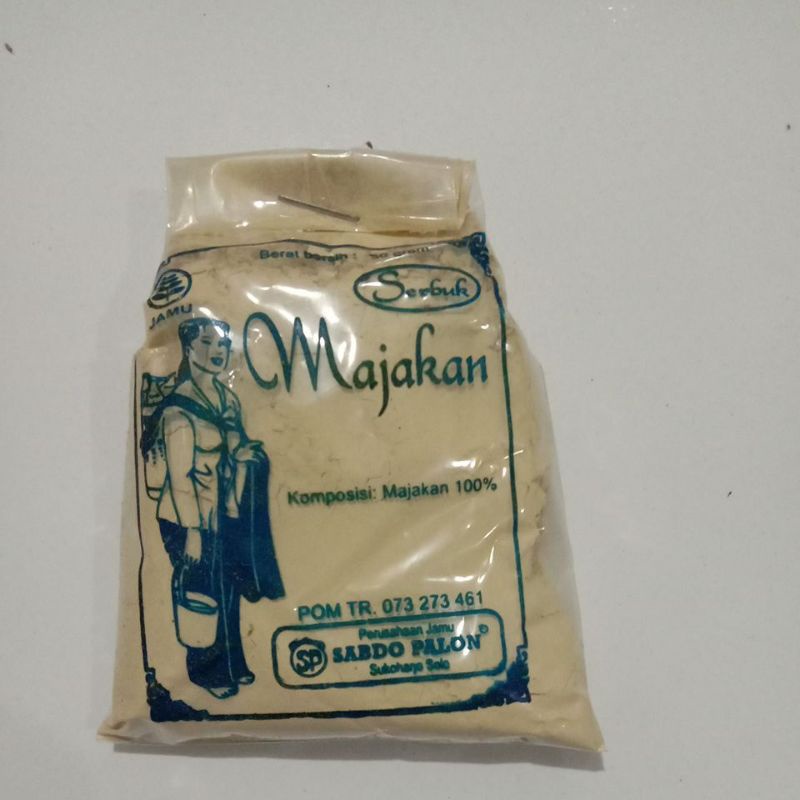 Berat bersih :
Serbuk
JAMU
Majakan
Komposisi: Majakan 100%
POM TR. 073 273 461
Perusahaan Jamu
SP SABDO PALON
Sukoharjo Solo